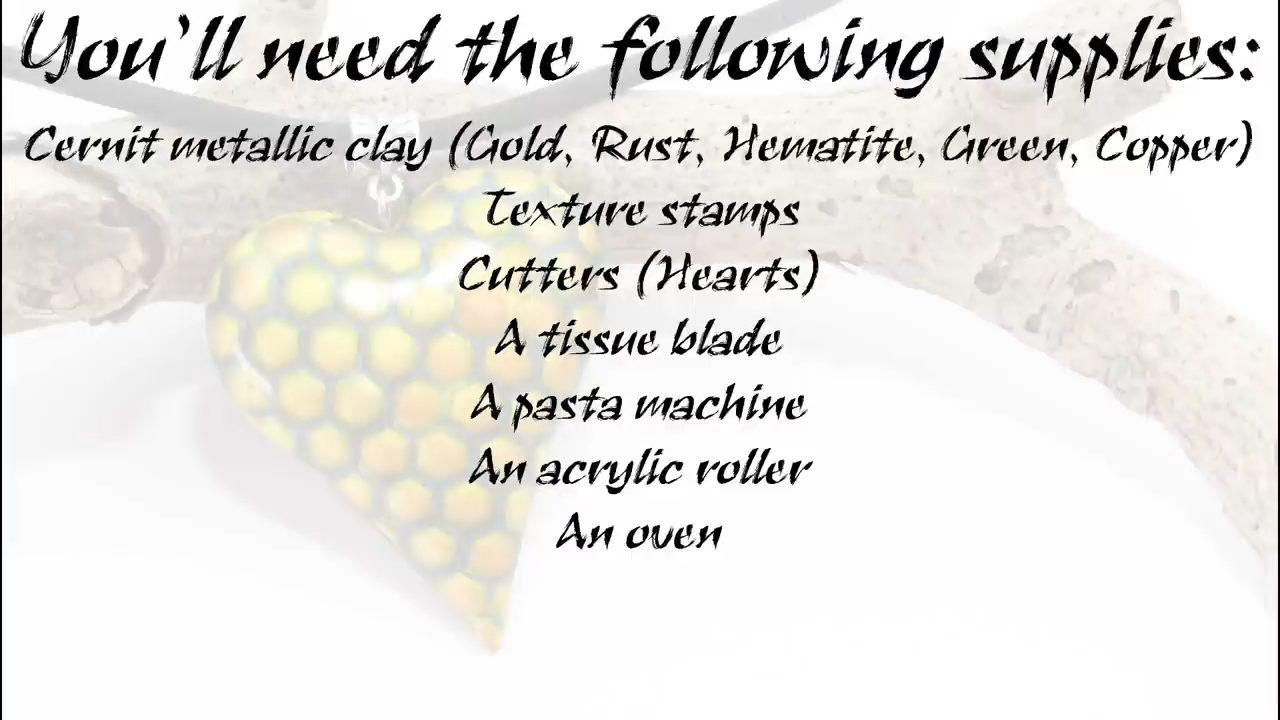 You'll need the following supplies:
Cernit metallic clay (Gold, Rust, Hematite, Green, Copper)
Texture stamps
Cutters (Hearts)
A tissue blade
A pasta machine
An acrylic roller
An oven